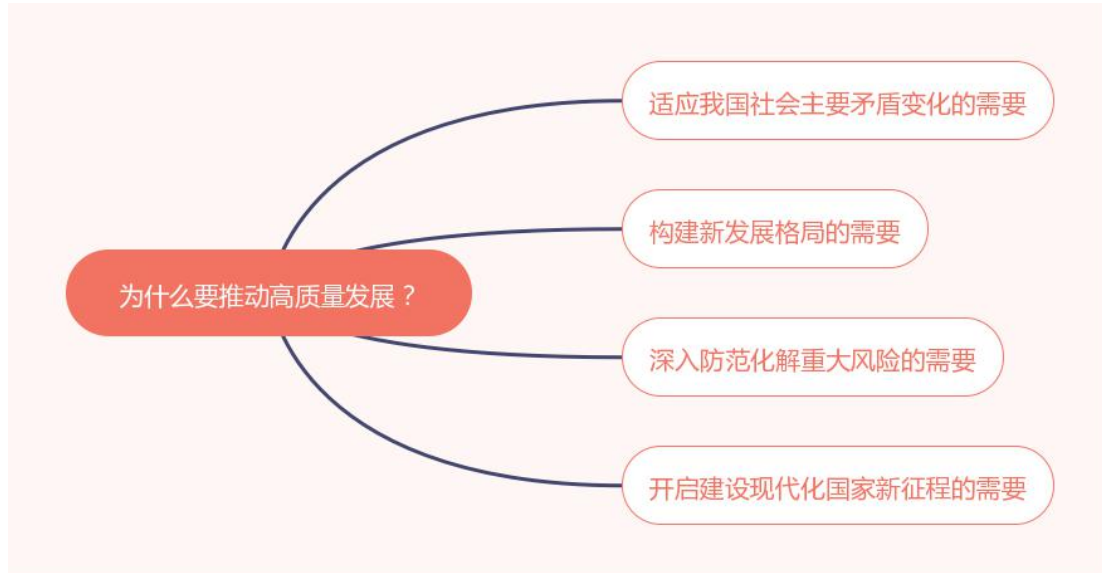 适应我国社会主要矛盾变化的需要
构建新发展格局的需要
为什么要推动高质量发展？
深入防范化解重大风险的需要
开启建设现代化国家新征程的需要